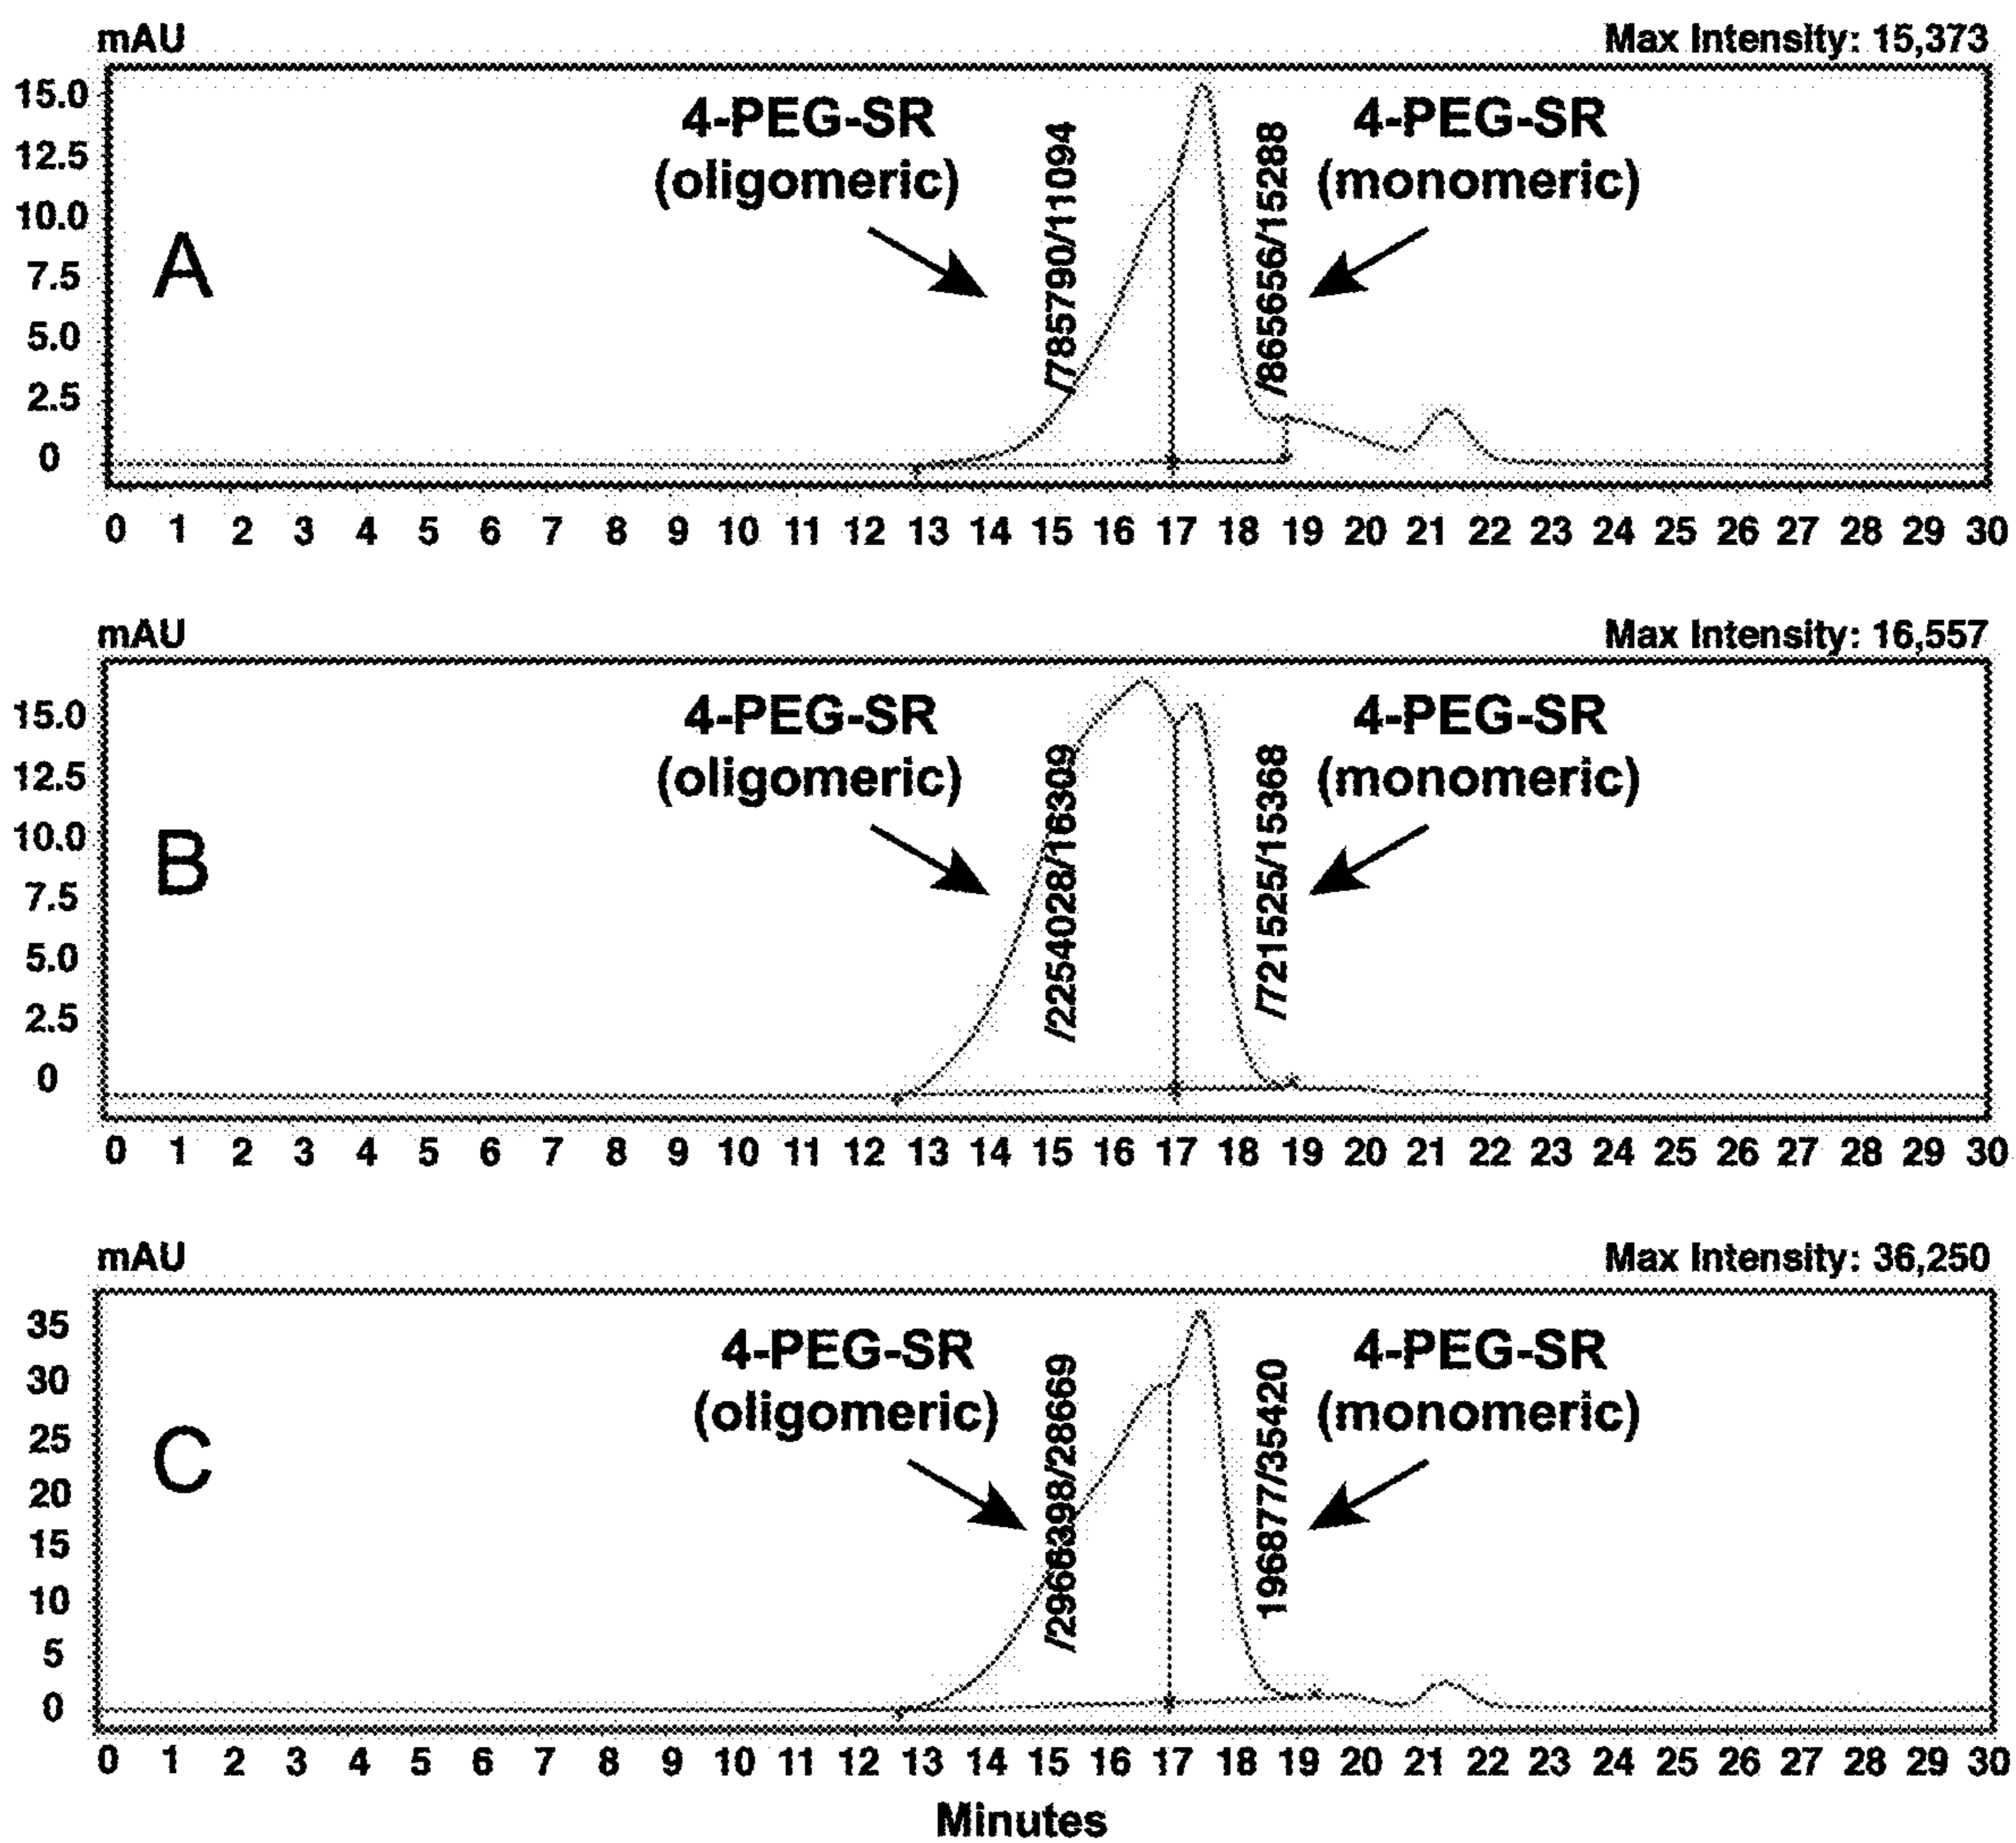 mAU Max Intensity: 15,373
15.0
12.5
10.0
7.5
5.0
2.5
0
A
4-PEG-SR
(oligomeric)
/785790/11094
/865656/15288
4-PEG-SR
(monomeric)
0 1 2 3 4 5 6 7 8 9 10 11 12 13 14 15 16 17 18 19 20 21 22 23 24 25 26 27 28 29 30
mAU Max Intensity: 16,557
15.0
12.5
10.0
7.5
5.0
2.5
0
B
4-PEG-SR
(oligomeric)
/2254028/16309
/721525/15368
4-PEG-SR
(monomeric)
0 1 2 3 4 5 6 7 8 9 10 11 12 13 14 15 16 17 18 19 20 21 22 23 24 25 26 27 28 29 30
mAU Max Intensity: 36,250
35
30
25
20
15
10
5
0
C
4-PEG-SR
(oligomeric)
/2966398/28669
196877/35420
4-PEG-SR
(monomeric)
0 1 2 3 4 5 6 7 8 9 10 11 12 13 14 15 16 17 18 19 20 21 22 23 24 25 26 27 28 29 30
Minutes